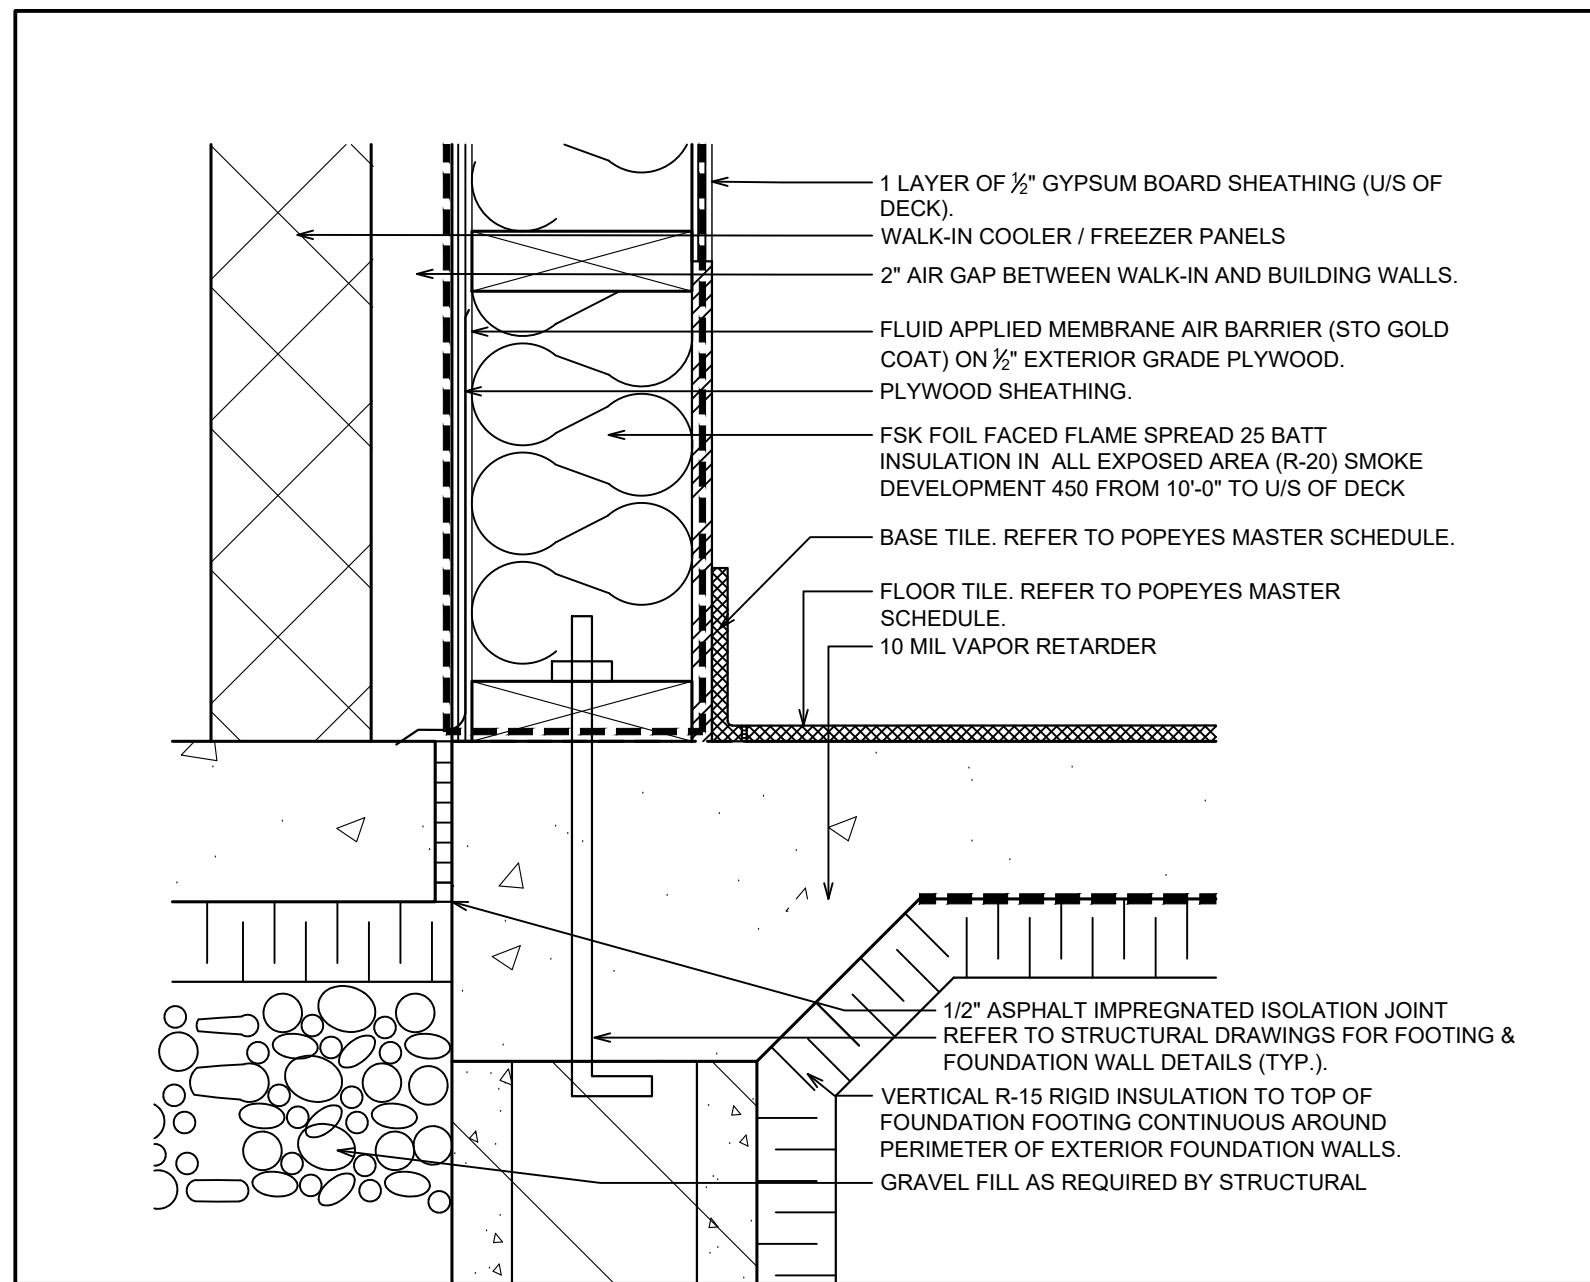 1 LAYER OF ½" GYPSUM BOARD SHEATHING (U/S OF
DECK).
WALK-IN COOLER / FREEZER PANELS
2" AIR GAP BETWEEN WALK-IN AND BUILDING WALLS.
FLUID APPLIED MEMBRANE AIR BARRIER (STO GOLD
COAT) ON ½" EXTERIOR GRADE PLYWOOD.
PLYWOOD SHEATHING.
FSK FOIL FACED FLAME SPREAD 25 BATT
INSULATION IN ALL EXPOSED AREA (R-20) SMOKE
DEVELOPMENT 450 FROM 10'-0" TO U/S OF DECK
BASE TILE. REFER TO POPEYES MASTER SCHEDULE.
FLOOR TILE. REFER TO POPEYES MASTER
SCHEDULE.
10 MIL VAPOR RETARDER
1/2" ASPHALT IMPREGNATED ISOLATION JOINT
REFER TO STRUCTURAL DRAWINGS FOR FOOTING &
FOUNDATION WALL DETAILS (TYP.).
VERTICAL R-15 RIGID INSULATION TO TOP OF
FOUNDATION FOOTING CONTINUOUS AROUND
PERIMETER OF EXTERIOR FOUNDATION WALLS.
GRAVEL FILL AS REQUIRED BY STRUCTURAL